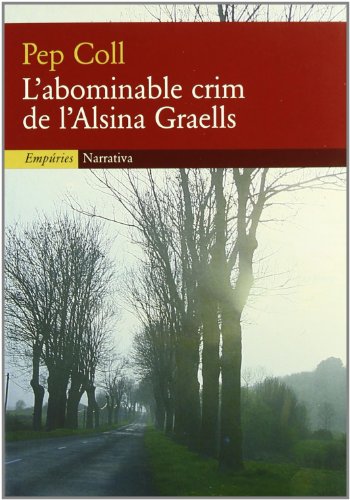 Pep Coll
L'abominable crim
de l'Alsina Graells
Empúries Narrativa